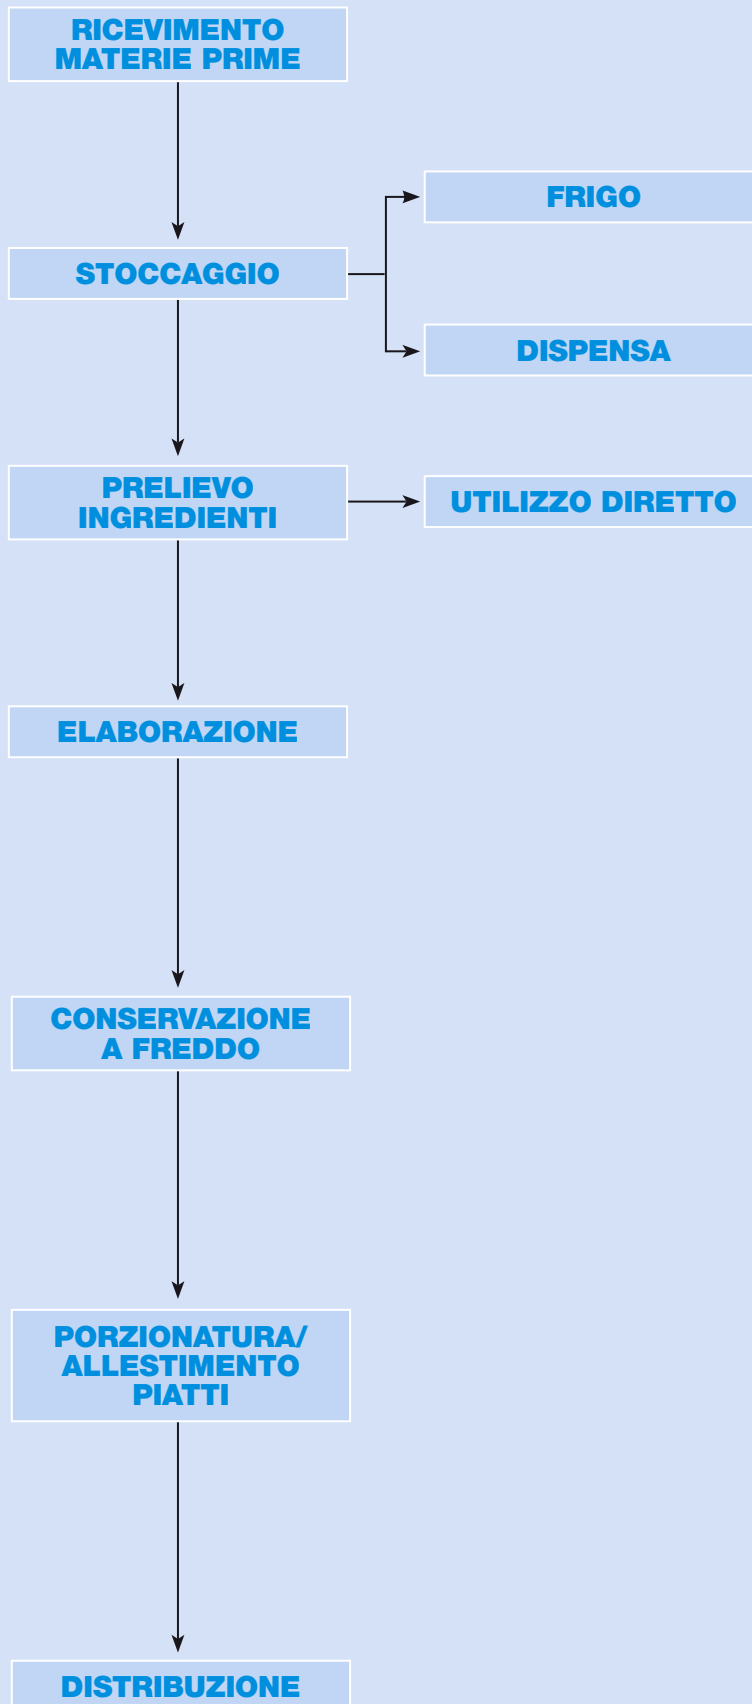 RICEVIMENTO
MATERIE PRIME
FRIGO
STOCCAGGIO
DISPENSA
PRELIEVO
INGREDIENTI
UTILIZZO DIRETTO
ELABORAZIONE
CONSERVAZIONE
A FREDDO
PORZIONATURA/
ALLESTIMENTO
PIATTI
DISTRIBUZIONE